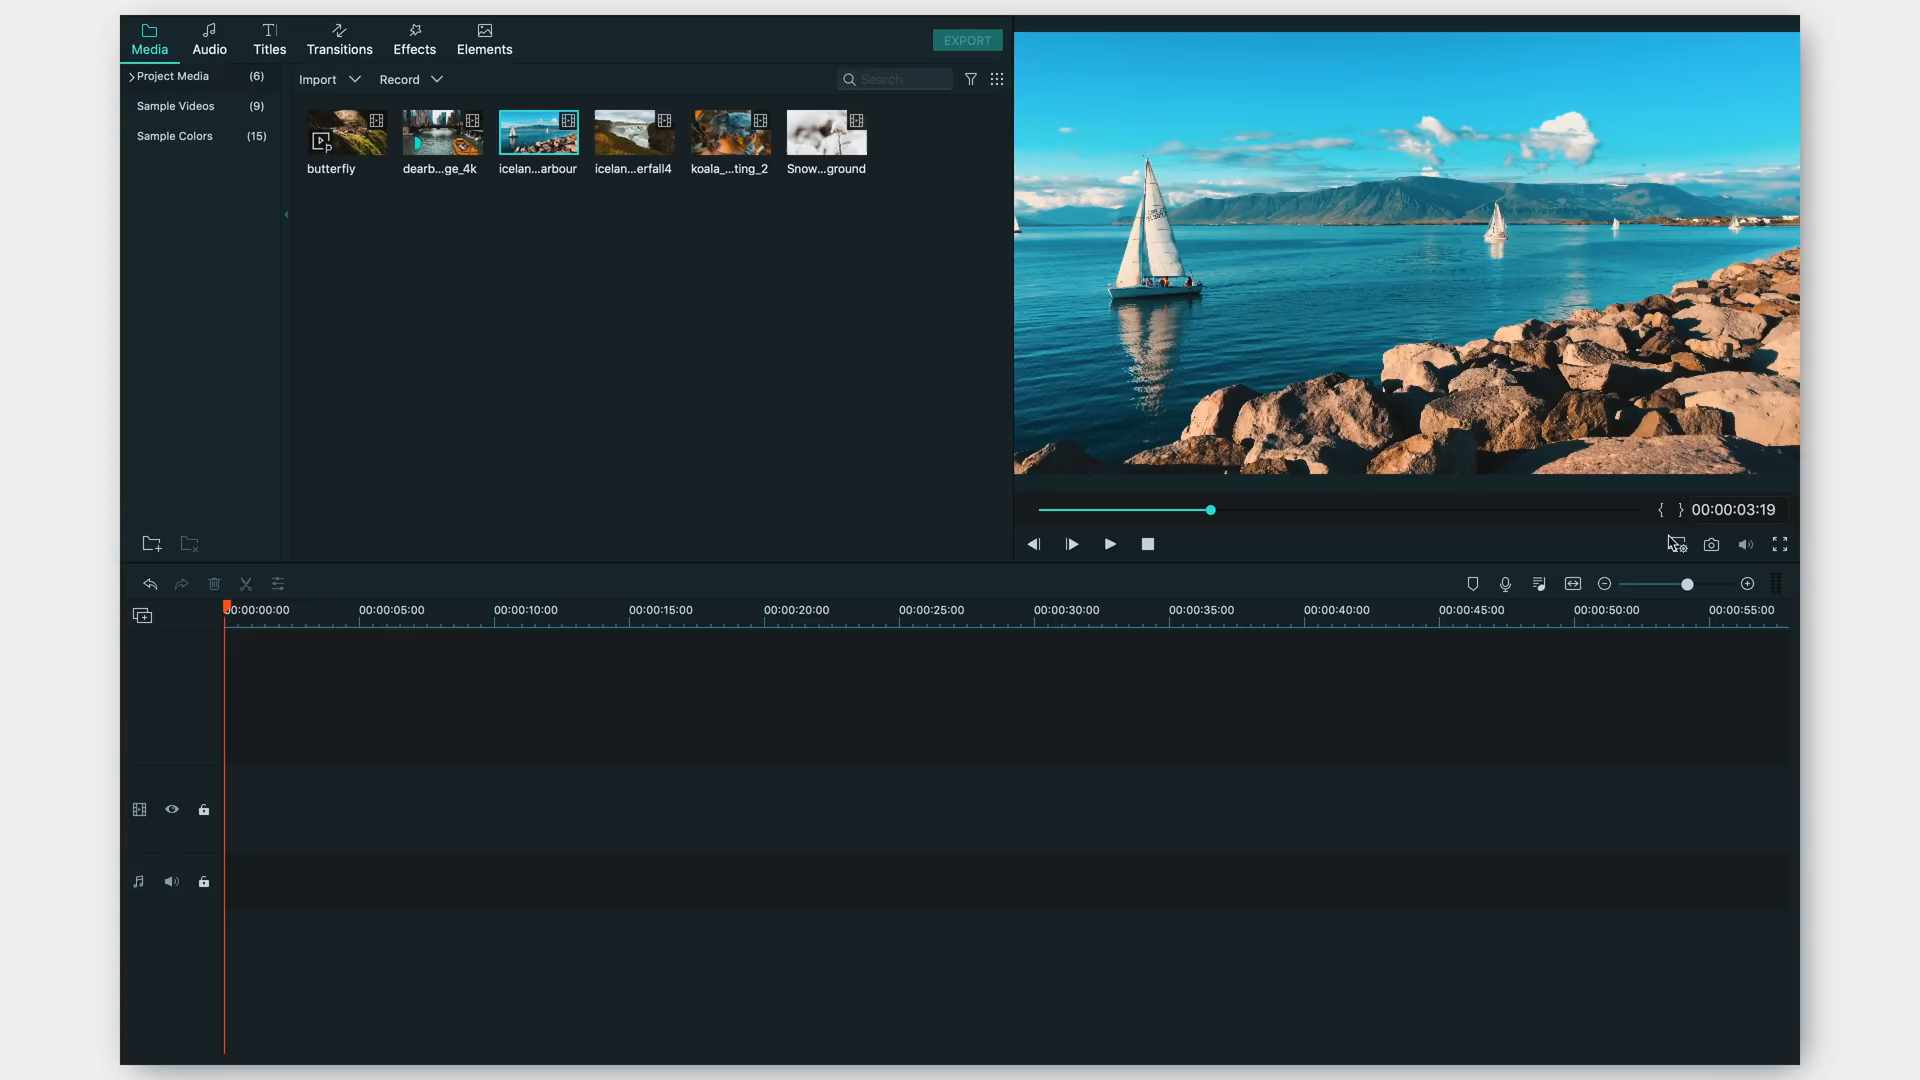 Media Audio Titles Transitions Effects Elements EXPORT
Project Media (6)
Sample Videos (9)
Sample Colors (15)
Import Record Search
butterfly dearb...ge_4k icelan...arbour icelan...erfall4 koala_...ting_2 Snow...ground
{ } 00:00:03:19
00:00:00:00 00:00:05:00 00:00:10:00 00:00:15:00 00:00:20:00 00:00:25:00 00:00:30:00 00:00:35:00 00:00:40:00 00:00:45:00 00:00:50:00 00:00:55:00